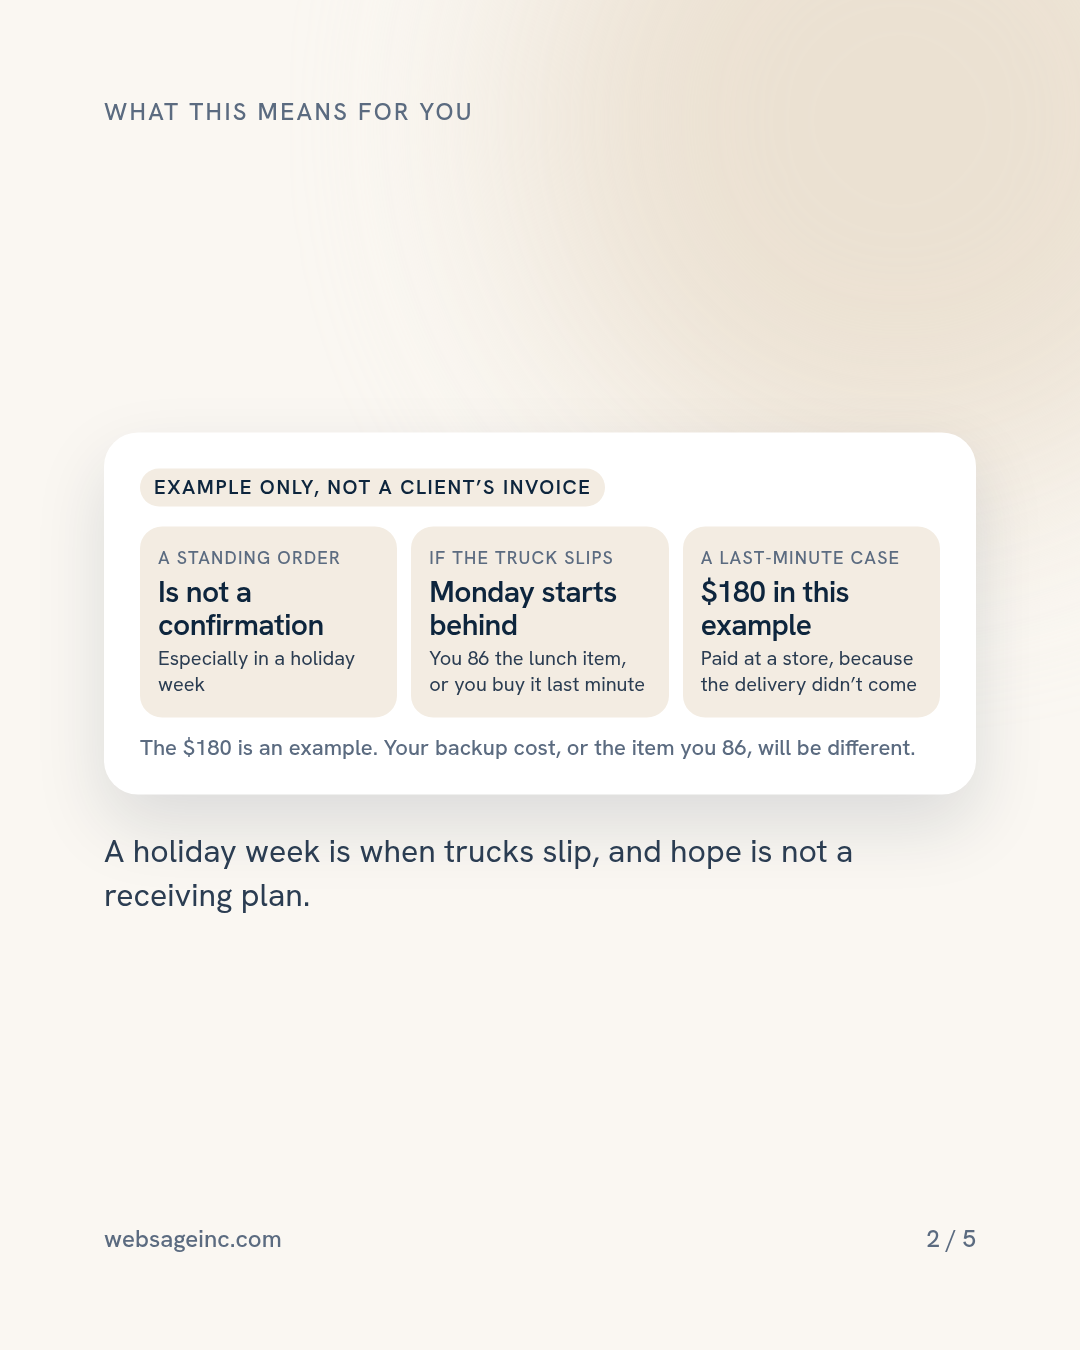 WHAT THIS MEANS FOR YOU
EXAMPLE ONLY, NOT A CLIENT’S INVOICE
A STANDING ORDER
Is not a
confirmation
Especially in a holiday
week
IF THE TRUCK SLIPS
Monday starts
behind
You 86 the lunch item,
or you buy it last minute
A LAST-MINUTE CASE
$180 in this
example
Paid at a store, because
the delivery didn’t come
The $180 is an example. Your backup cost, or the item you 86, will be different.
A holiday week is when trucks slip, and hope is not a
receiving plan.
websageinc.com
2 / 5